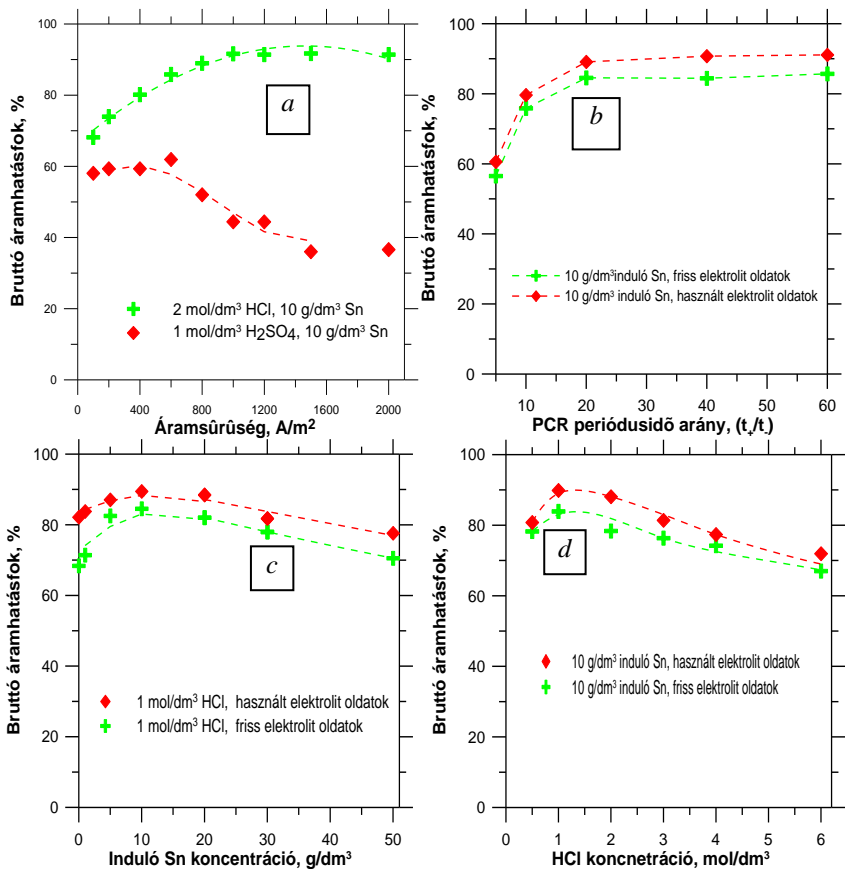 Bruttó áramhatásfok, %
100
80
60
40
20
0
a
2 mol/dm³ HCl, 10 g/dm³ Sn
1 mol/dm³ H₂SO₄, 10 g/dm³ Sn
0 400 800 1200 1600 2000
Áramsûrûség, A/m²
Bruttó áramhatásfok, %
100
80
60
40
20
0
b
10 g/dm³induló Sn, friss elektrolit oldatok
10 g/dm³ induló Sn, használt elektrolit oldatok
10 20 30 40 50 60
PCR periódusidõ arány, (t₊/t₋)
Bruttó áramhatásfok, %
100
80
60
40
20
0
c
1 mol/dm³ HCl, használt elektrolit oldatok
1 mol/dm³ HCl, friss elektrolit oldatok
0 10 20 30 40 50
Induló Sn koncentráció, g/dm³
Bruttó áramhatásfok, %
100
80
60
40
20
0
d
10 g/dm³ induló Sn, használt elektrolit oldatok
10 g/dm³ induló Sn, friss elektrolit oldatok
0 1 2 3 4 5 6
HCl koncnetráció, mol/dm³